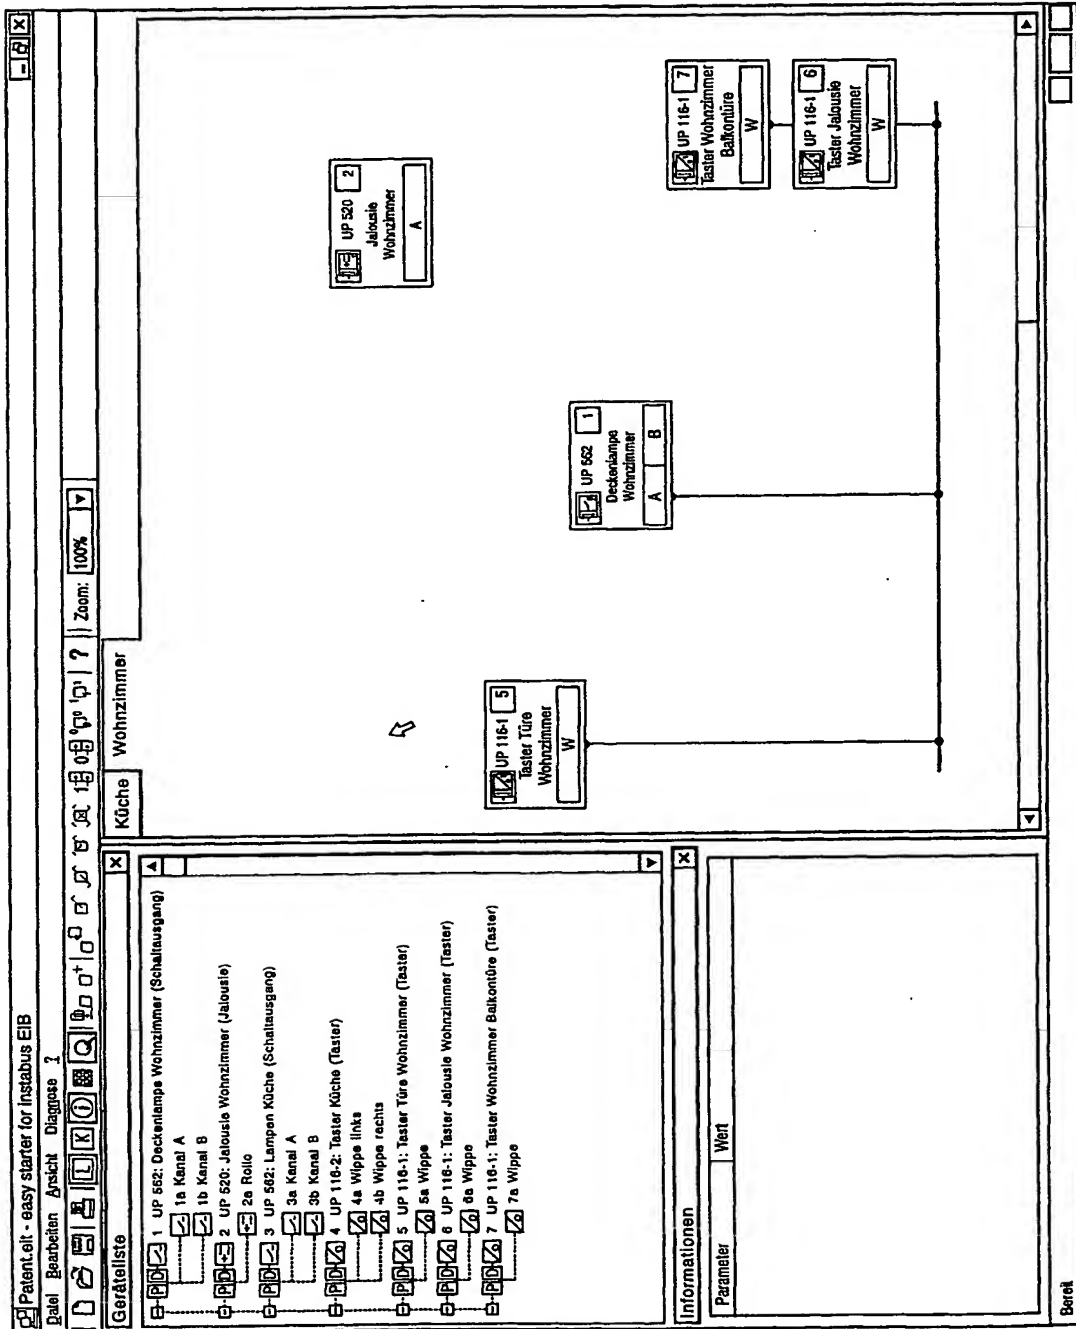 Patent.elt - easy starter for Instabus EIB
Datei Bearbeiten Ansicht Diagnose ?
L K i ? Zoom: 100%
Geräteliste
P D 1 UP 562: Deckenlampe Wohnzimmer (Schaltausgang)
1a Kanal A
1b Kanal B
P D 2 UP 520: Jalousie Wohnzimmer (Jalousie)
2a Rollo
P D 3 UP 562: Lampen Küche (Schaltausgang)
3a Kanal A
3b Kanal B
P D 4 UP 116-2: Taster Küche (Taster)
4a Wippe links
4b Wippe rechts
P D 5 UP 116-1: Taster Türe Wohnzimmer (Taster)
5a Wippe
P D 6 UP 116-1: Taster Jalousie Wohnzimmer (Taster)
6a Wippe
P D 7 UP 116-1: Taster Wohnzimmer Balkontüre (Taster)
7a Wippe
Informationen
Parameter Wert
Küche Wohnzimmer
UP 520 2
Jalousie
Wohnzimmer
A
UP 116-1 5
Taster Türe
Wohnzimmer
W
UP 562 1
Deckenlampe
Wohnzimmer
A B
UP 116-1 7
Taster Wohnzimmer
Balkontüre
W
UP 116-1 6
Taster Jalousie
Wohnzimmer
W
Bereit